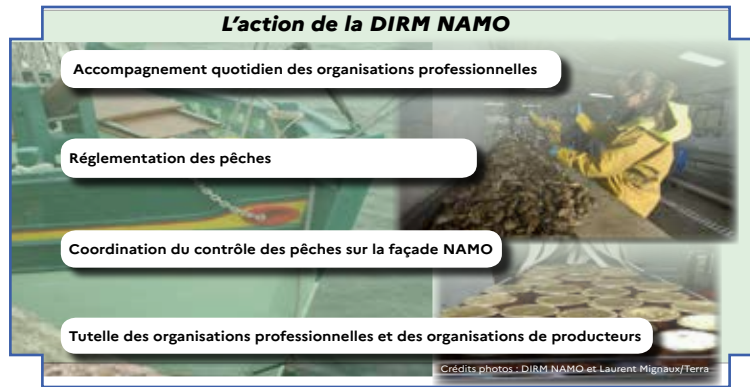 L'action de la DIRM NAMO
Accompagnement quotidien des organisations professionnelles
Réglementation des pêches
Coordination du contrôle des pêches sur la façade NAMO
Tutelle des organisations professionnelles et des organisations de producteurs
Crédits photos : DIRM NAMO et Laurent Mignaux/Terra